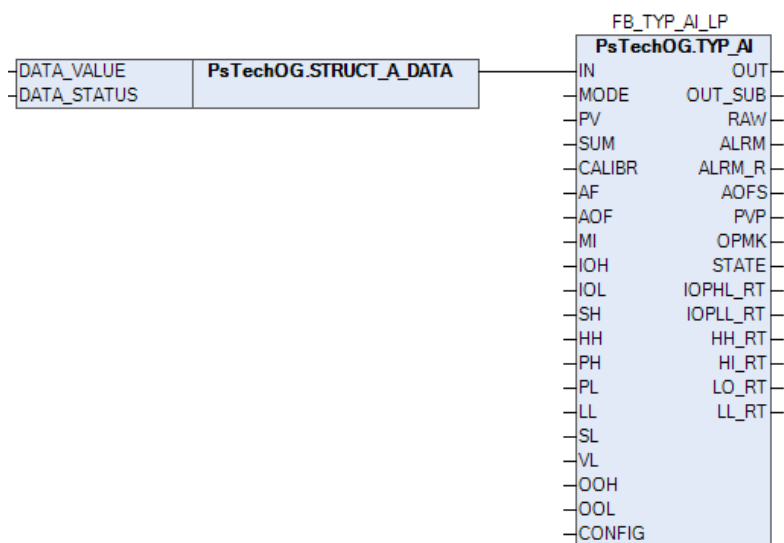 FB_TYP_AI_LP
PsTechOG.TYP_AI
DATA_VALUE PsTechOG.STRUCT_A_DATA IN OUT
DATA_STATUS MODE OUT_SUB
PV RAW
SUM ALRM
CALIBR ALRM_R
AF AOFS
AOF PVP
MI OPMK
IOH STATE
IOL IOPHL_RT
SH IOPLL_RT
HH HH_RT
PH HI_RT
PL LO_RT
LL LL_RT
SL
VL
OOH
OOL
CONFIG